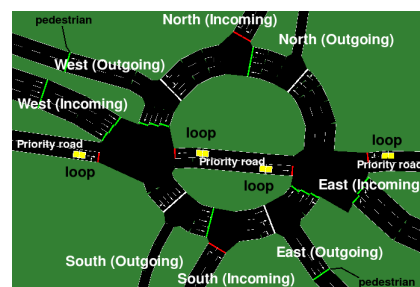 North (Incoming)
pedestrian
North (Outgoing)
West (Outgoing)
West (Incoming)
loop
loop
Priority road
Priority road
Priority road
loop
loop
East (Incoming)
East (Outgoing)
South (Outgoing)
South (Incoming)
pedestrian